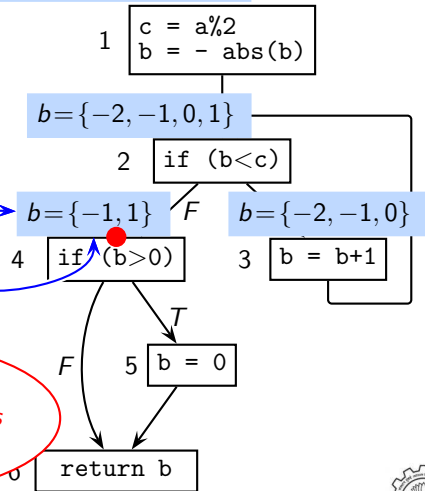 1
c = a%2
b = - abs(b)
b={-2, -1, 0, 1}
2
if (b<c)
b={-1, 1}
F
b={-2, -1, 0}
4
if (b>0)
3
b = b+1
T
F
5
b = 0
return b